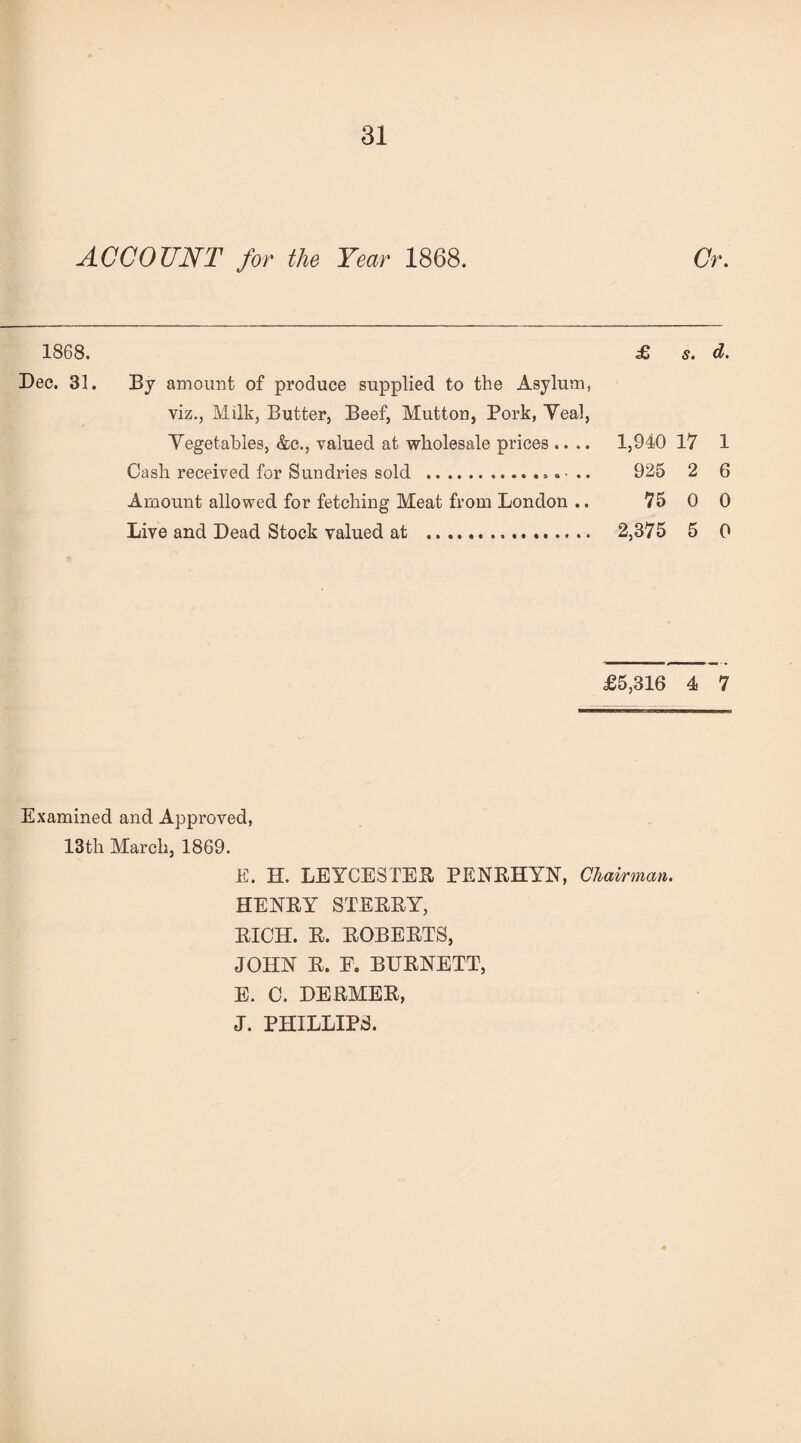 31
ACCOUNT for the Year 1868. Cr.
1868. £ s. d.
Dec. 31. By amount of produce supplied to the Asylum,
viz., Milk, Butter, Beef, Mutton, Pork, Veal,
Vegetables, &c., valued at wholesale prices .. .. 1,940 17 1
Cash received for Sundries sold .................. 925 2 6
Amount allowed for fetching Meat from London .. 75 0 0
Live and Dead Stock valued at .................. 2,375 5 0
£5,316 4 7
Examined and Approved,
13th March, 1869.
E. H. LEYCESTER PENRHYN, Chairman.
HENRY STERRY,
RICH. R. ROBERTS,
JOHN R. F. BURNETT,
E. C. DERMER,
J. PHILLIPS.